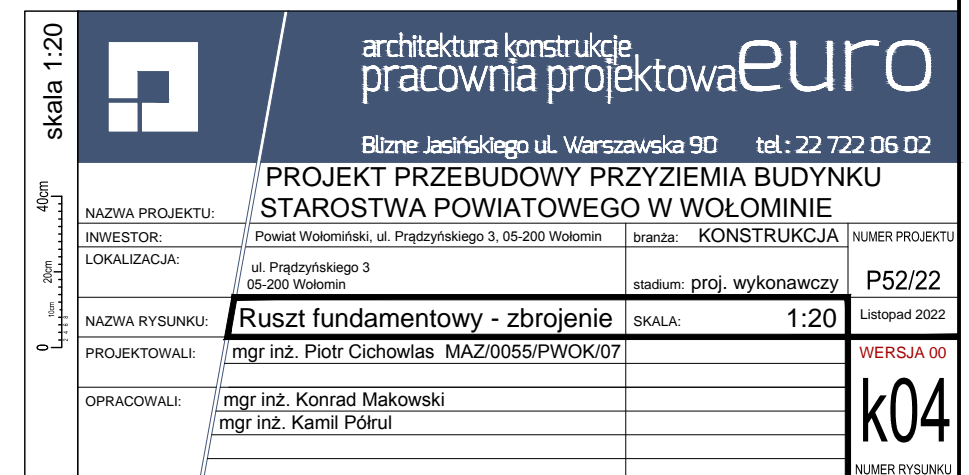 skala 1:20
architektura konstrukcje
pracownia projektowa euro
Blizne Jasińskiego ul. Warszawska 90 tel.: 22 722 06 02
NAZWA PROJEKTU: PROJEKT PRZEBUDOWY PRZYZIEMIA BUDYNKU
STAROSTWA POWIATOWEGO W WOŁOMINIE
INWESTOR: Powiat Wołomiński, ul. Prądzyńskiego 3, 05-200 Wołomin branża: KONSTRUKCJA NUMER PROJEKTU
LOKALIZACJA: ul. Prądzyńskiego 3
05-200 Wołomin stadium: proj. wykonawczy P52/22
NAZWA RYSUNKU: Ruszt fundamentowy - zbrojenie SKALA: 1:20 Listopad 2022
PROJEKTOWALI: mgr inż. Piotr Cichowlas MAZ/0055/PWOK/07 WERSJA 00
OPRACOWALI: mgr inż. Konrad Makowski
mgr inż. Kamil Półrul
k04
NUMER RYSUNKU
40cm
20cm
10cm
2 4 6 8
0